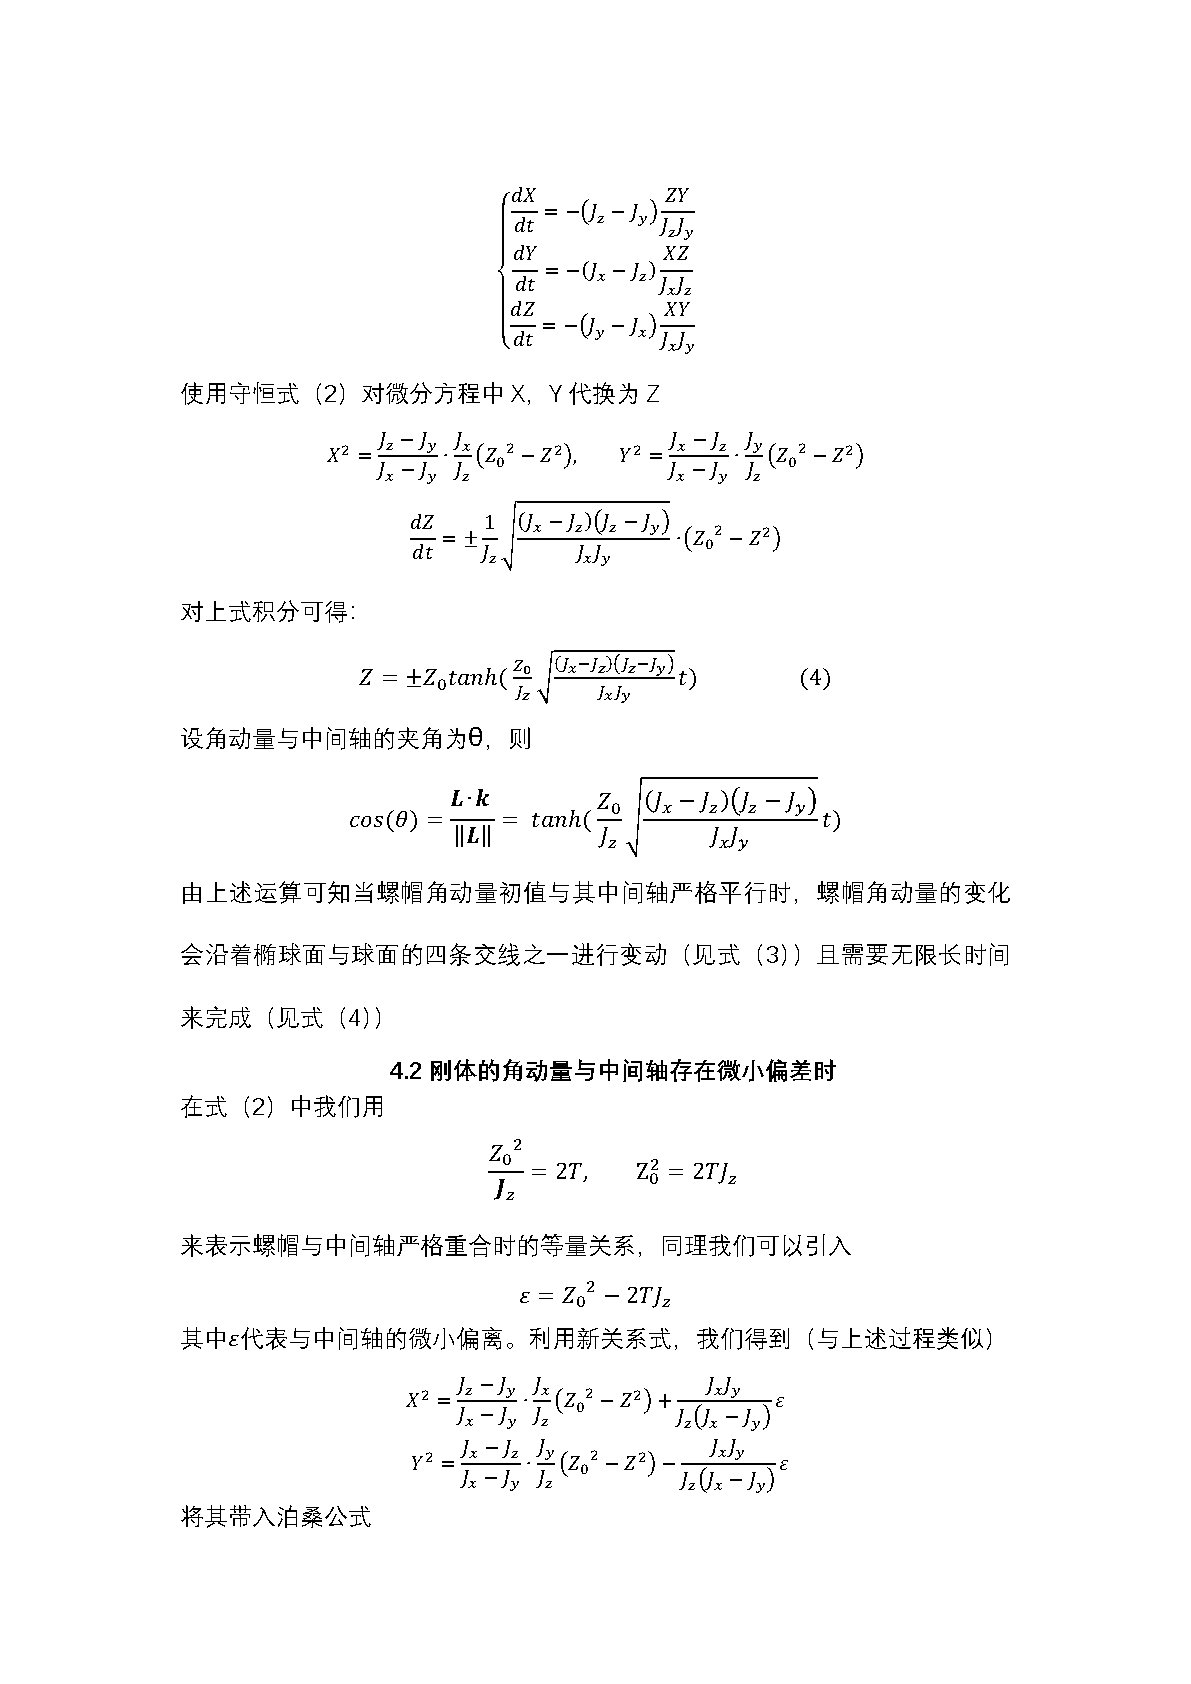 $$\begin{cases}\frac{dX}{dt} = -(J_z - J_y)\frac{ZY}{J_zJ_y}\\ \frac{dY}{dt} = -(J_x - J_z)\frac{XZ}{J_xJ_z}\\ \frac{dZ}{dt} = -(J_y - J_x)\frac{XY}{J_xJ_y}\end{cases}$$
使用守恒式（2）对微分方程中 X，Y 代换为 Z
$$X^2 = \frac{J_z - J_y}{J_x - J_y} \cdot \frac{J_x}{J_z}({Z_0}^2 - Z^2), \quad Y^2 = \frac{J_x - J_z}{J_x - J_y} \cdot \frac{J_y}{J_z}({Z_0}^2 - Z^2)$$
$$\frac{dZ}{dt} = \pm\frac{1}{J_z}\sqrt{\frac{(J_x - J_z)(J_z - J_y)}{J_xJ_y}} \cdot ({Z_0}^2 - Z^2)$$
对上式积分可得：
$$Z = \pm Z_0 tanh(\frac{Z_0}{J_z}\sqrt{\frac{(J_x - J_z)(J_z - J_y)}{J_xJ_y}}t) \quad (4)$$
设角动量与中间轴的夹角为θ，则
$$cos(\theta) = \frac{\boldsymbol{L} \cdot \boldsymbol{k}}{\|\boldsymbol{L}\|} = tanh(\frac{Z_0}{J_z}\sqrt{\frac{(J_x - J_z)(J_z - J_y)}{J_xJ_y}}t)$$
由上述运算可知当螺帽角动量初值与其中间轴严格平行时，螺帽角动量的变化
会沿着椭球面与球面的四条交线之一进行变动（见式（3））且需要无限长时间
来完成（见式（4））
4.2 刚体的角动量与中间轴存在微小偏差时
在式（2）中我们用
$$\frac{{Z_0}^2}{\boldsymbol{J}_z} = 2T, \quad \mathrm{Z}_0^2 = 2TJ_z$$
来表示螺帽与中间轴严格重合时的等量关系，同理我们可以引入
$$\varepsilon = {Z_0}^2 - 2TJ_z$$
其中𝜀代表与中间轴的微小偏离。利用新关系式，我们得到（与上述过程类似）
$$X^2 = \frac{J_z - J_y}{J_x - J_y} \cdot \frac{J_x}{J_z}({Z_0}^2 - Z^2) + \frac{J_xJ_y}{J_z(J_x - J_y)}\varepsilon$$
$$Y^2 = \frac{J_x - J_z}{J_x - J_y} \cdot \frac{J_y}{J_z}({Z_0}^2 - Z^2) - \frac{J_xJ_y}{J_z(J_x - J_y)}\varepsilon$$
将其带入泊桑公式